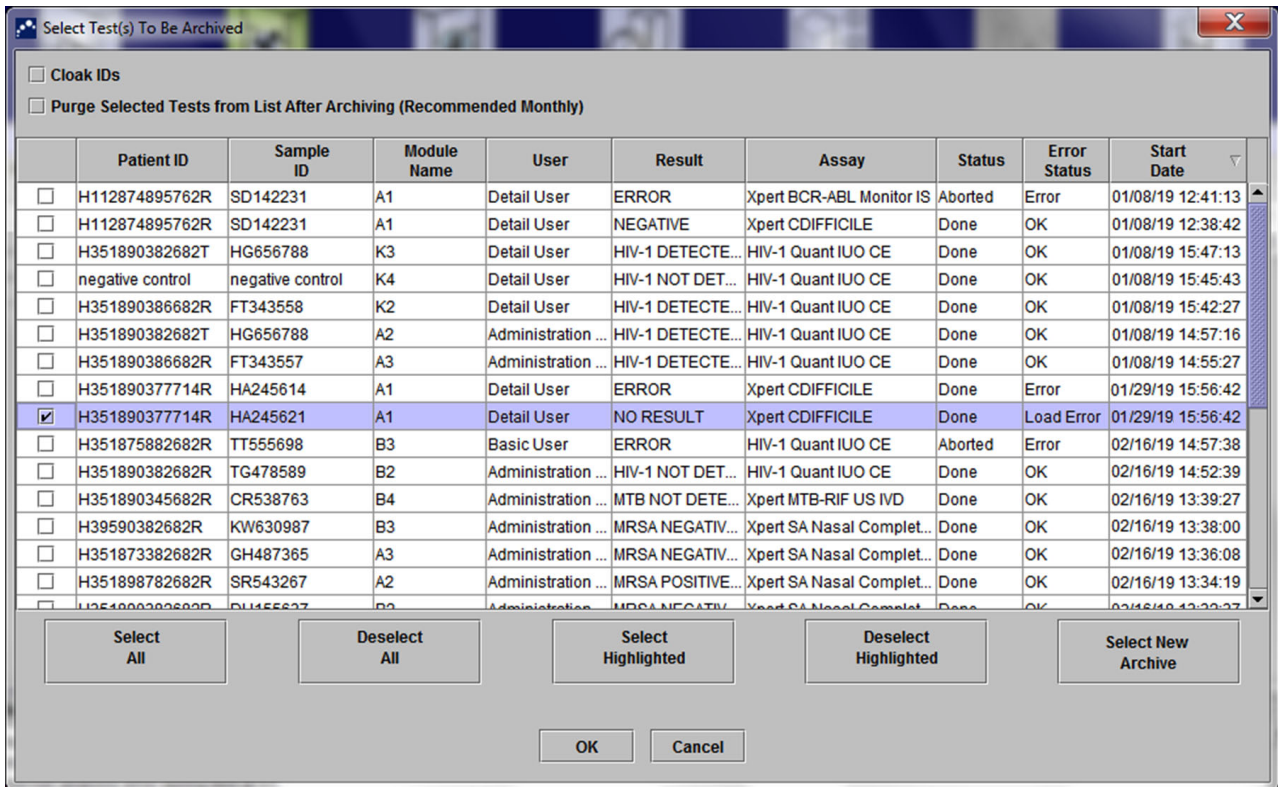 Select Test(s) To Be Archived
Cloak IDs
Purge Selected Tests from List After Archiving (Recommended Monthly)
Patient ID Sample ID Module Name User Result Assay Status Error Status Start Date
H112874895762R SD142231 A1 Detail User ERROR Xpert BCR-ABL Monitor IS Aborted Error 01/08/19 12:41:13
H112874895762R SD142231 A1 Detail User NEGATIVE Xpert CDIFFICILE Done OK 01/08/19 12:38:42
H351890382682T HG656788 K3 Detail User HIV-1 DETECTE... HIV-1 Quant IUO CE Done OK 01/08/19 15:47:13
negative control negative control K4 Detail User HIV-1 NOT DET... HIV-1 Quant IUO CE Done OK 01/08/19 15:45:43
H351890386682R FT343558 K2 Detail User HIV-1 DETECTE... HIV-1 Quant IUO CE Done OK 01/08/19 15:42:27
H351890382682T HG656788 A2 Administration ... HIV-1 DETECTE... HIV-1 Quant IUO CE Done OK 01/08/19 14:57:16
H351890386682R FT343557 A3 Administration ... HIV-1 DETECTE... HIV-1 Quant IUO CE Done OK 01/08/19 14:55:27
H351890377714R HA245614 A1 Detail User ERROR Xpert CDIFFICILE Done Error 01/29/19 15:56:42
H351890377714R HA245621 A1 Detail User NO RESULT Xpert CDIFFICILE Done Load Error 01/29/19 15:56:42
H351875882682R TT555698 B3 Basic User ERROR HIV-1 Quant IUO CE Aborted Error 02/16/19 14:57:38
H351890382682R TG478589 B2 Administration ... HIV-1 NOT DET... HIV-1 Quant IUO CE Done OK 02/16/19 14:52:39
H351890345682R CR538763 B4 Administration ... MTB NOT DETE... Xpert MTB-RIF US IVD Done OK 02/16/19 13:39:27
H39590382682R KW630987 B3 Administration ... MRSA NEGATIV... Xpert SA Nasal Complet... Done OK 02/16/19 13:38:00
H351873382682R GH487365 A3 Administration ... MRSA NEGATIV... Xpert SA Nasal Complet... Done OK 02/16/19 13:36:08
H351898782682R SR543267 A2 Administration ... MRSA POSITIVE... Xpert SA Nasal Complet... Done OK 02/16/19 13:34:19
Select All Deselect All Select Highlighted Deselect Highlighted Select New Archive
OK Cancel